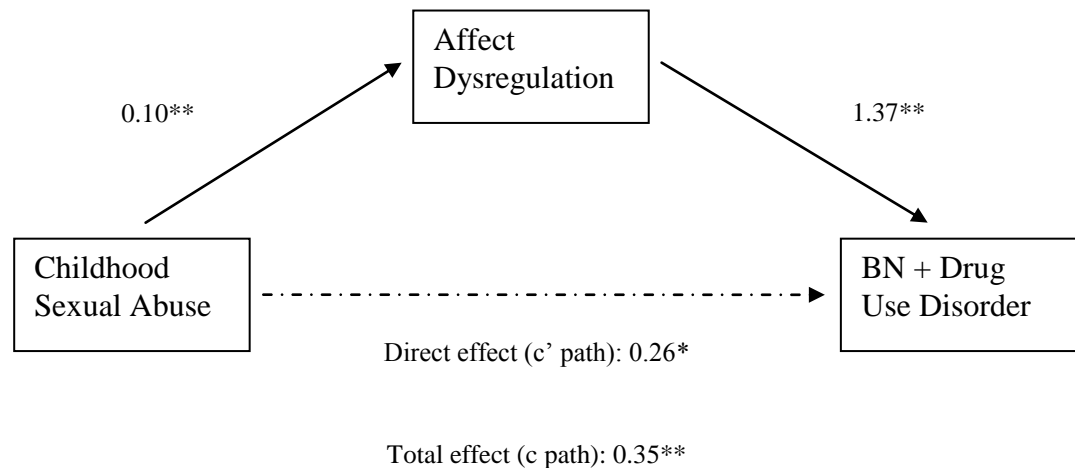 Affect
Dysregulation
0.10**
1.37**
Childhood
Sexual Abuse
BN + Drug
Use Disorder
Direct effect (c’ path): 0.26*
Total effect (c path): 0.35**